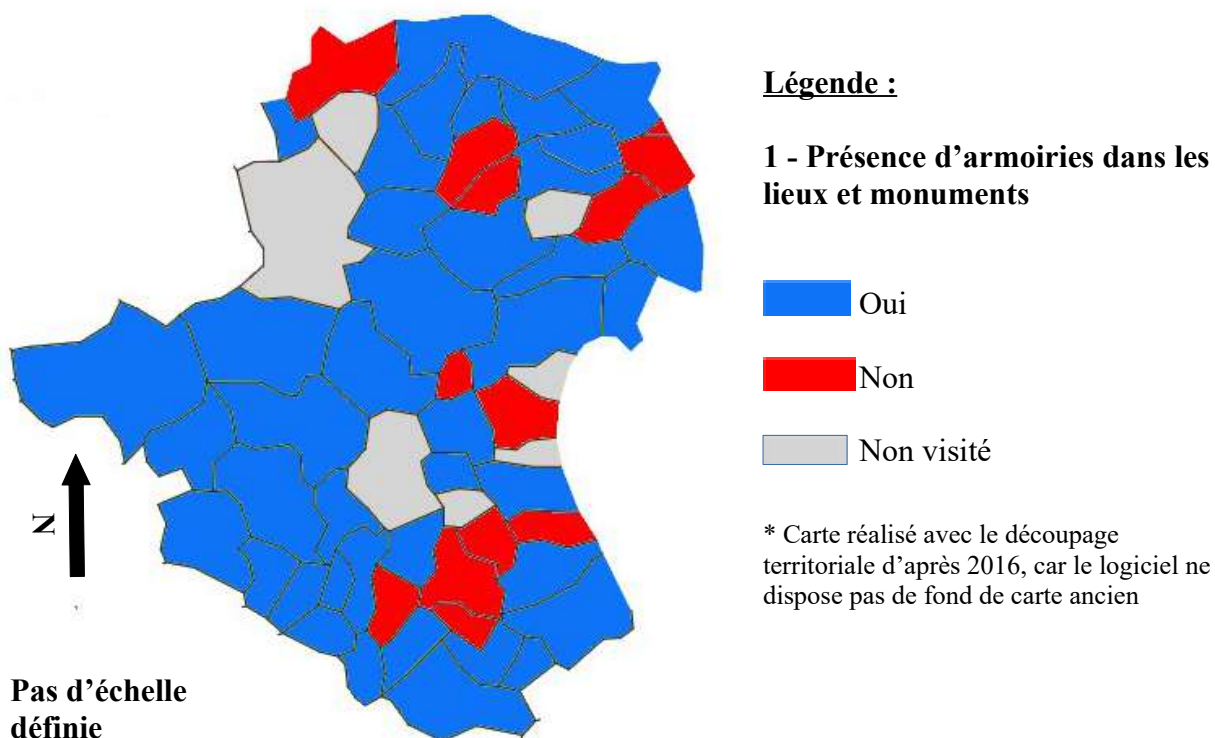 Légende :
1 - Présence d’armoiries dans les
lieux et monuments
Oui
Non
Non visité
* Carte réalisé avec le découpage
territoriale d’après 2016, car le logiciel ne
dispose pas de fond de carte ancien
N
Pas d’échelle
définie